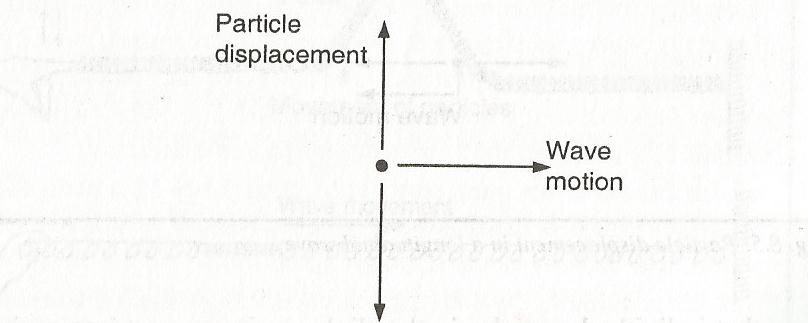 Particle
displacement
Wave
motion